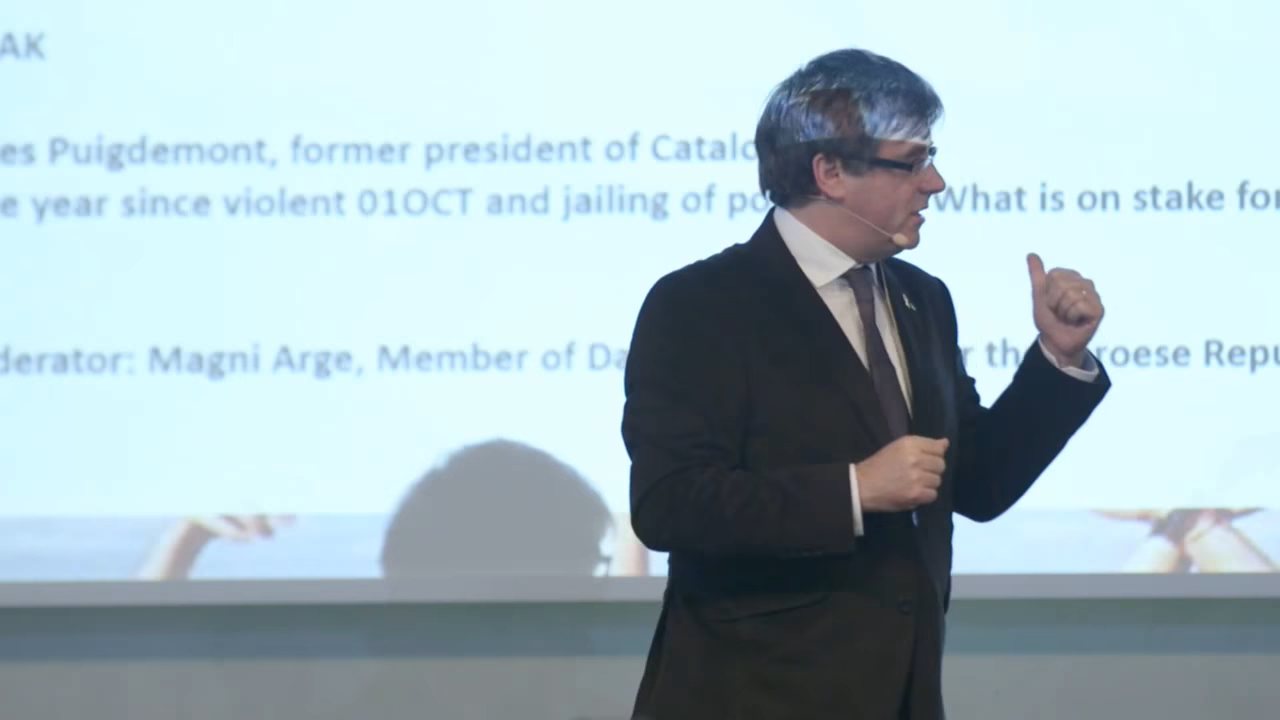 AK
es Puigdemont, former president of Catalo
e year since violent 01OCT and jailing of po What is on stake for
derator: Magni Arge, Member of Da r the roese Repu